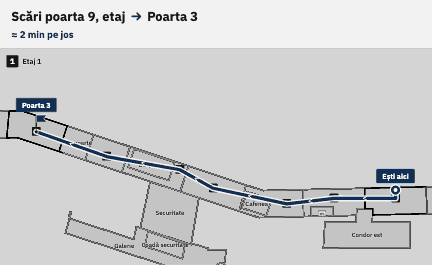 Scări poarta 9, etaj → Poarta 3
≈ 2 min pe jos
1 Etaj 1
Poarta 3
Ești aici
Cafenea
Securitate
Condor est
Galerie
Coadă securitate